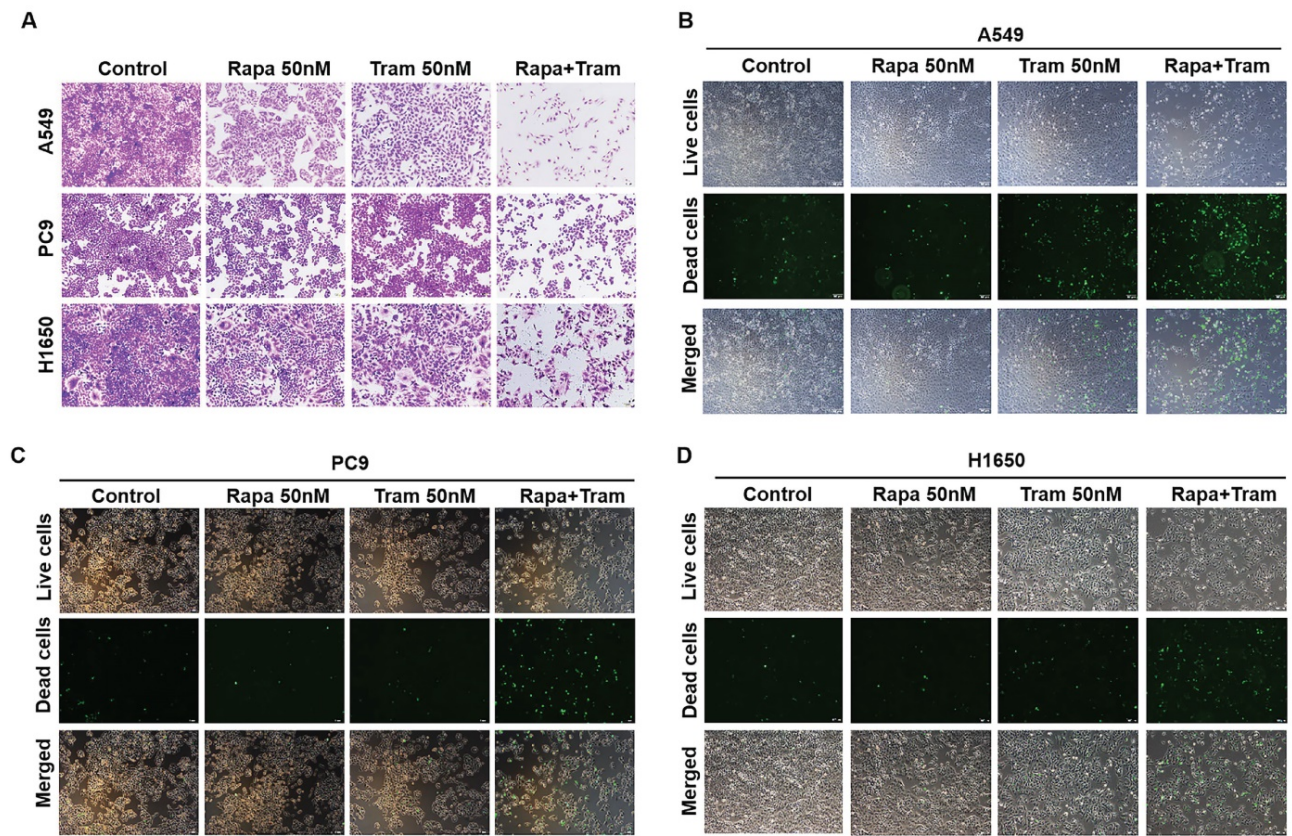 A
Control Rapa 50nM Tram 50nM Rapa+Tram
A549
PC9
H1650
B
A549
Control Rapa 50nM Tram 50nM Rapa+Tram
Live cells
Dead cells
Merged
C
PC9
Control Rapa 50nM Tram 50nM Rapa+Tram
Live cells
Dead cells
Merged
D
H1650
Control Rapa 50nM Tram 50nM Rapa+Tram
Live cells
Dead cells
Merged